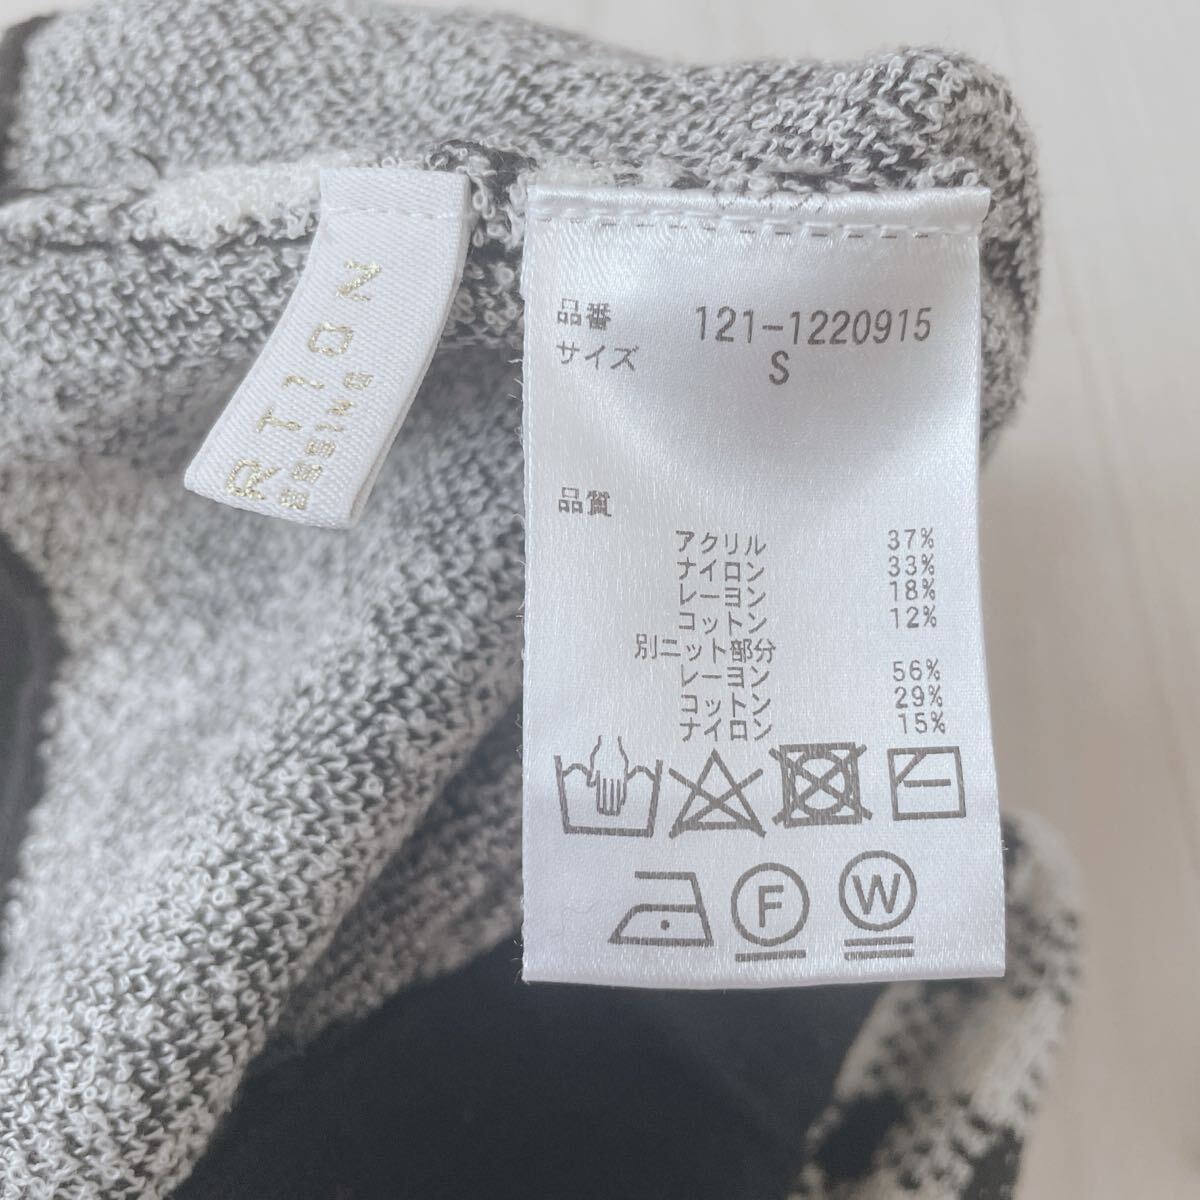 RTION
ESSING
品番 121-1220915
サイズ S
品質
アクリル 37%
ナイロン 33%
レーヨン 18%
コットン 12%
別ニット部分
レーヨン 56%
コットン 29%
ナイロン 15%
F
W